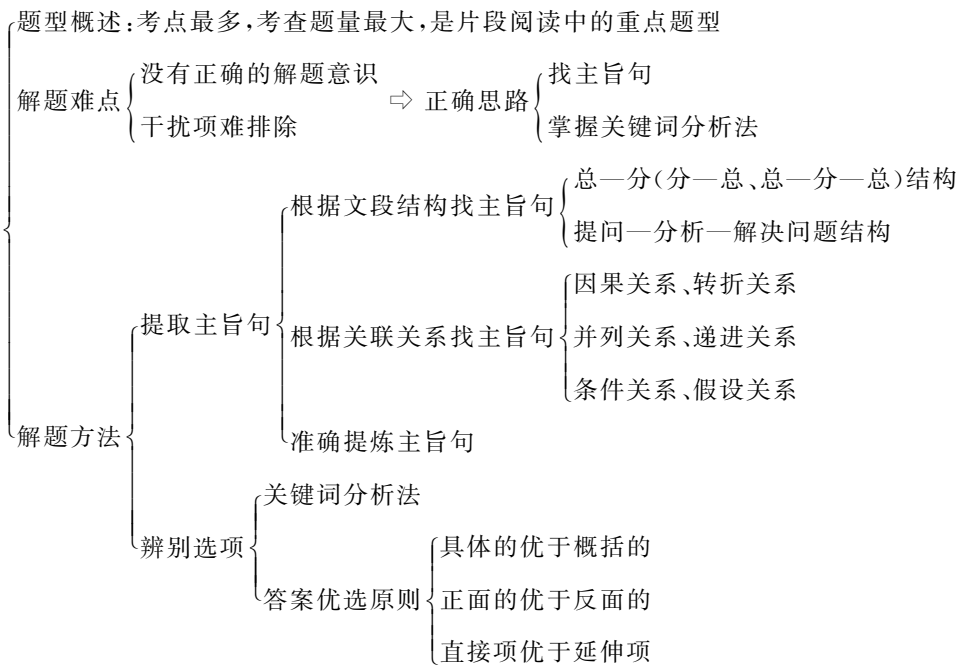 题型概述:考点最多,考查题量最大,是片段阅读中的重点题型
解题难点
没有正确的解题意识
干扰项难排除
⇨ 正确思路
找主旨句
掌握关键词分析法
解题方法
提取主旨句
根据文段结构找主旨句
总—分(分—总、总—分—总)结构
提问—分析—解决问题结构
根据关联关系找主旨句
因果关系、转折关系
并列关系、递进关系
条件关系、假设关系
准确提炼主旨句
辨别选项
关键词分析法
答案优选原则
具体的优于概括的
正面的优于反面的
直接项优于延伸项